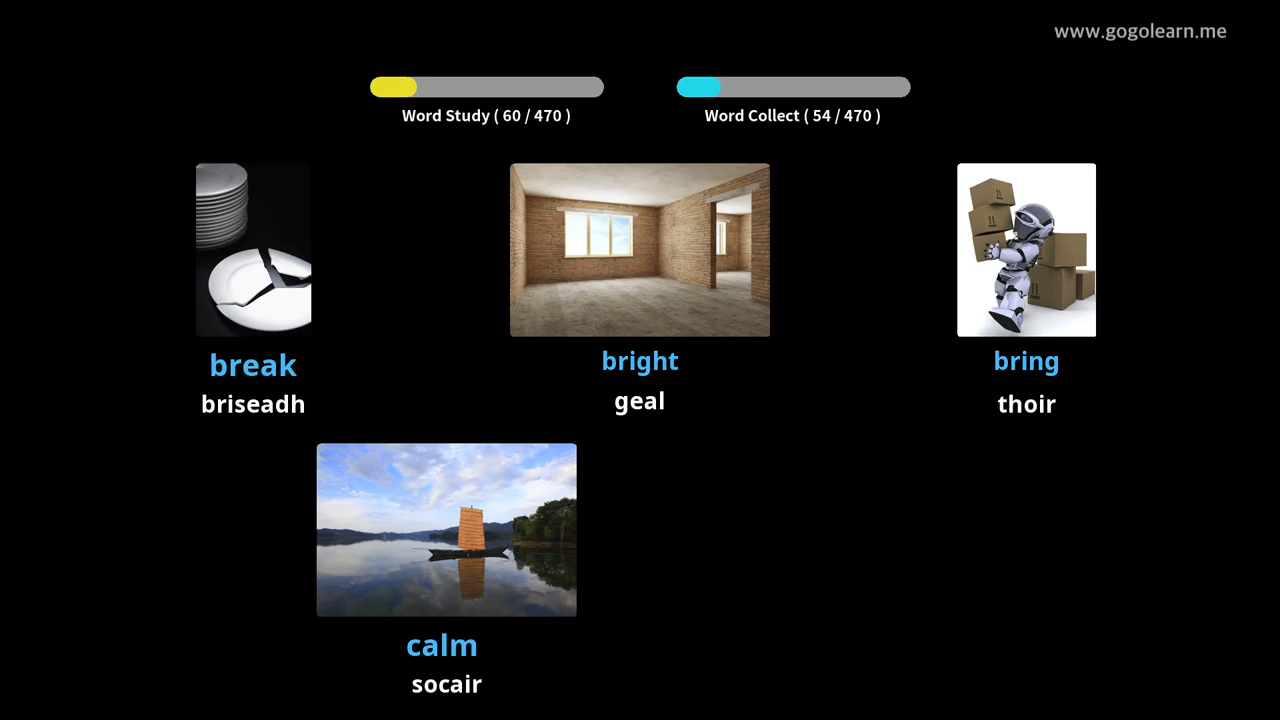 www.gogolearn.me
Word Study ( 60 / 470 )
Word Collect ( 54 / 470 )
break
briseadh
bright
geal
bring
thoir
calm
socair